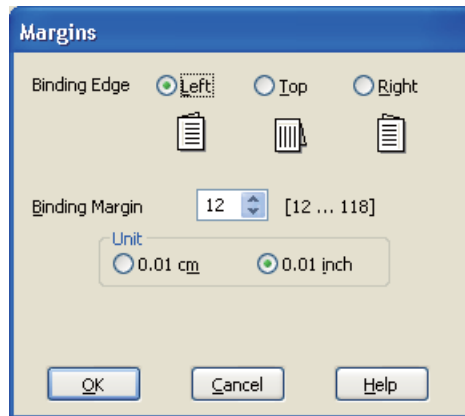 Margins
Binding Edge Left Top Right
Binding Margin 12 [12 ... 118]
Unit
0.01 cm 0.01 inch
OK Cancel Help